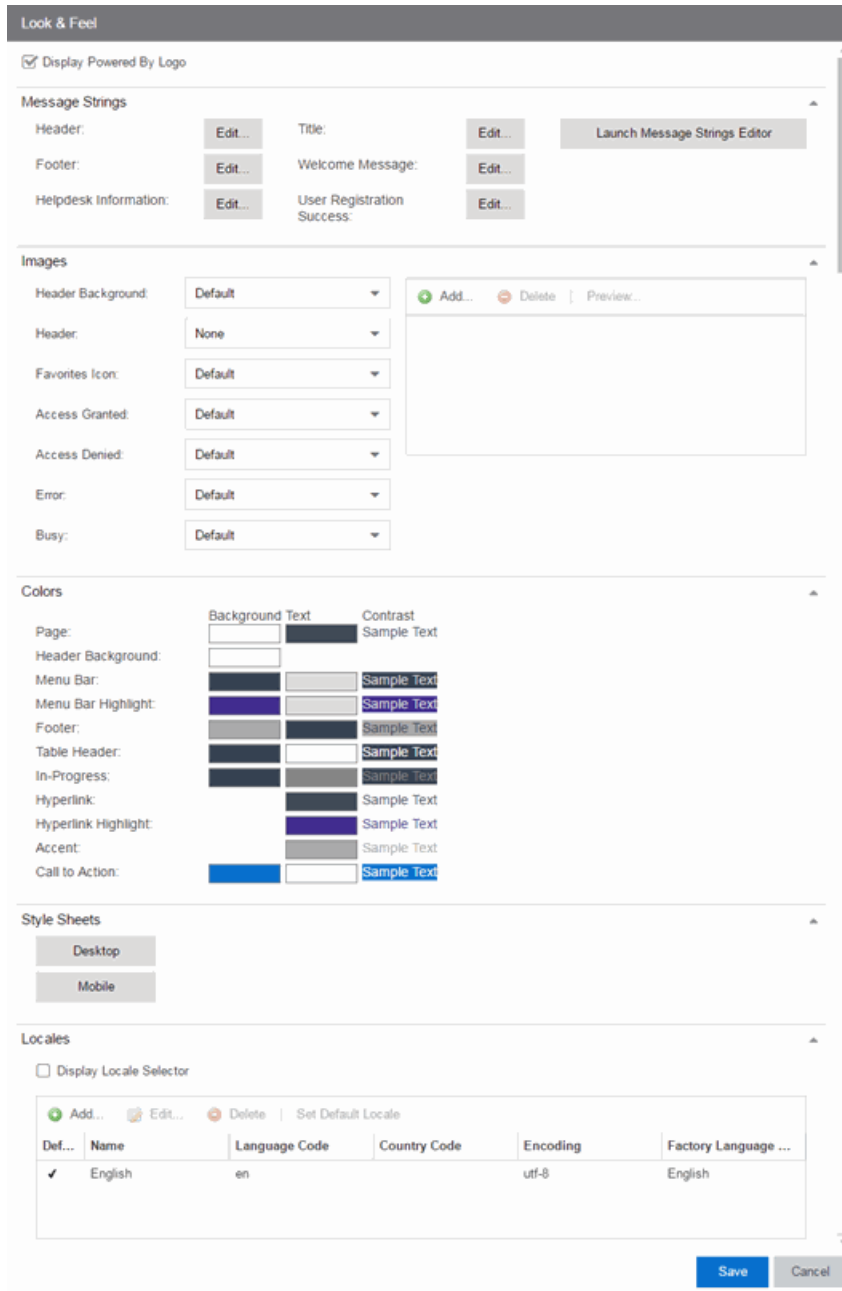 Look & Feel
Display Powered By Logo
Message Strings
Header: Edit... Title: Edit... Launch Message Strings Editor
Footer: Edit... Welcome Message: Edit...
Helpdesk Information: Edit... User Registration Success: Edit...
Images
Header Background: Default Add... Delete | Preview...
Header: None
Favorites Icon: Default
Access Granted: Default
Access Denied: Default
Error: Default
Busy: Default
Colors
Background Text Contrast
Page: Sample Text
Header Background:
Menu Bar: Sample Text
Menu Bar Highlight: Sample Text
Footer: Sample Text
Table Header: Sample Text
In-Progress: Sample Text
Hyperlink: Sample Text
Hyperlink Highlight: Sample Text
Accent: Sample Text
Call to Action: Sample Text
Style Sheets
Desktop
Mobile
Locales
Display Locale Selector
Add... Edit... Delete | Set Default Locale
Def... Name Language Code Country Code Encoding Factory Language ...
English en utf-8 English
Save Cancel